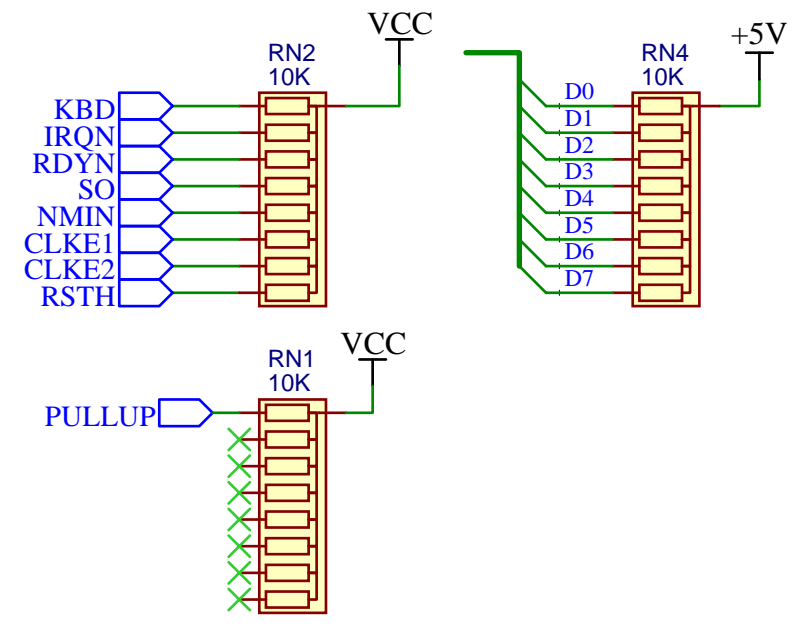 VCC
RN2
10K
KBD
IRQN
RDYN
SO
NMIN
CLKE1
CLKE2
RSTH
+5V
RN4
10K
D0
D1
D2
D3
D4
D5
D6
D7
VCC
RN1
10K
PULLUP